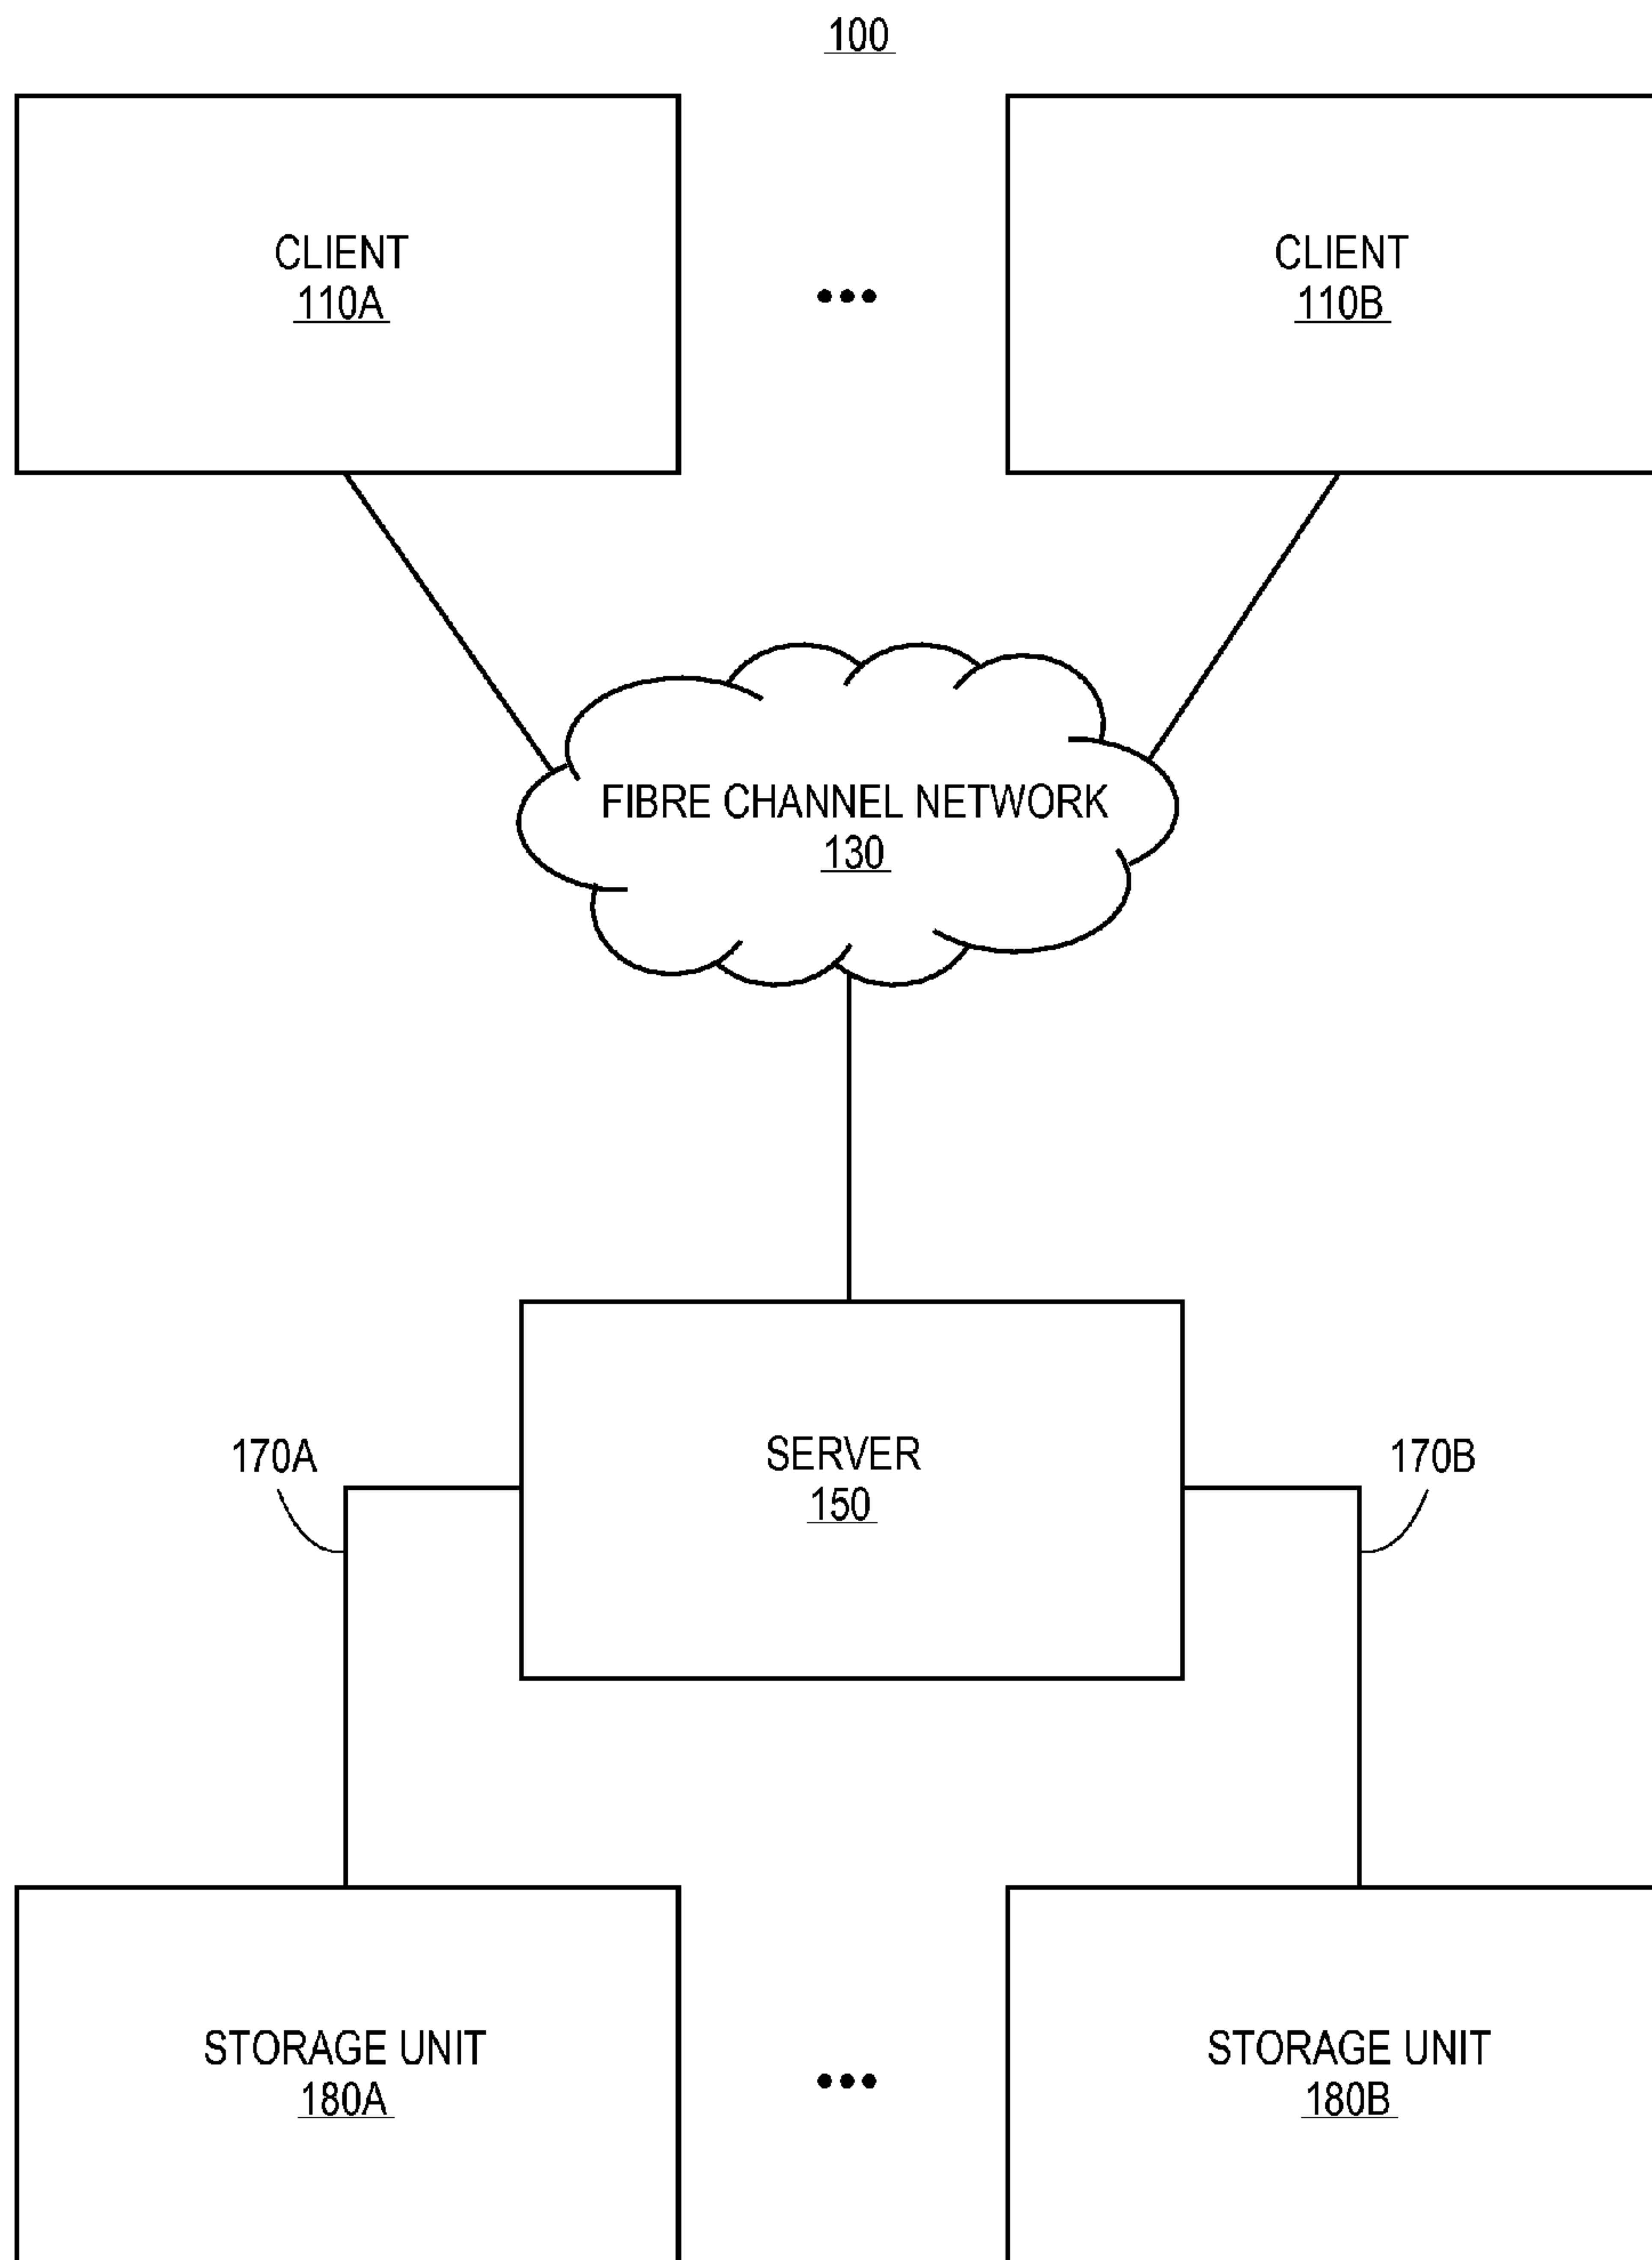 100
CLIENT
110A
•••
CLIENT
110B
FIBRE CHANNEL NETWORK
130
170A
SERVER
150
170B
STORAGE UNIT
180A
•••
STORAGE UNIT
180B